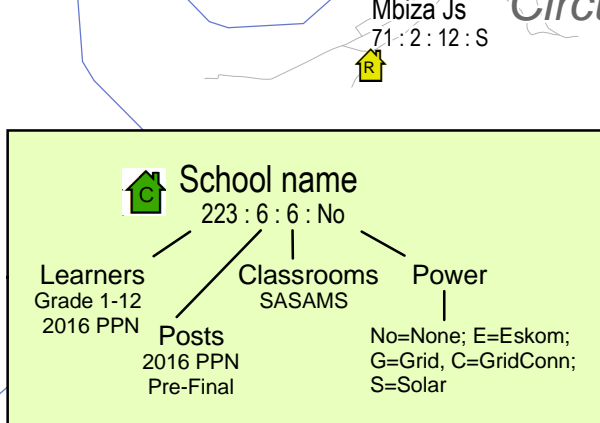 Mbiza Js
Circu
71 : 2 : 12 : S
R
C
School name
223 : 6 : 6 : No
Learners
Grade 1-12
2016 PPN
Posts
2016 PPN
Pre-Final
Classrooms
SASAMS
Power
No=None; E=Eskom;
G=Grid, C=GridConn;
S=Solar